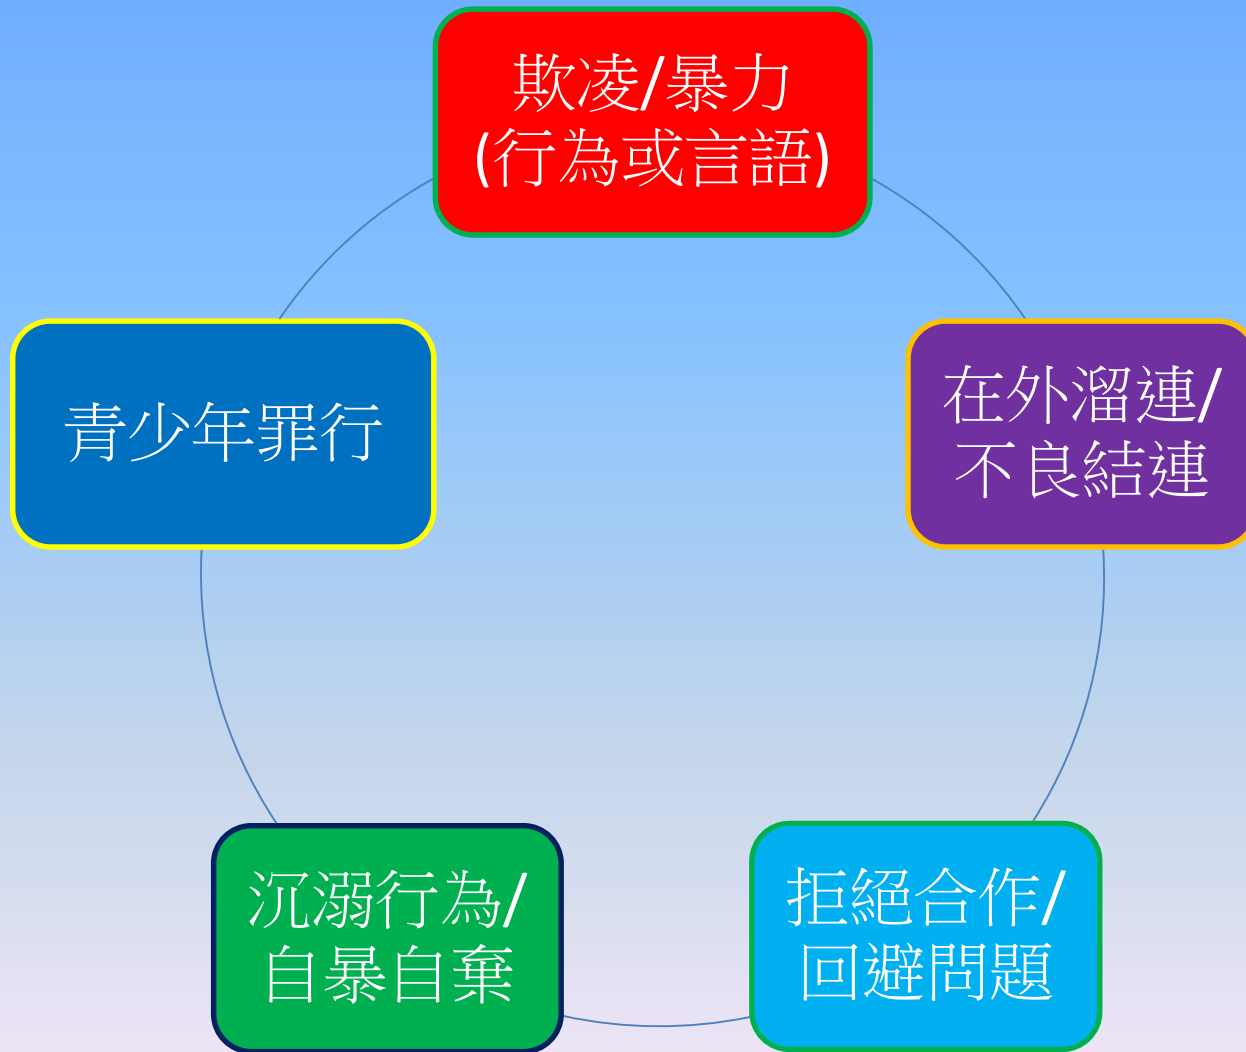 欺凌/暴力
(行為或言語)
在外溜連/
不良結連
拒絕合作/
回避問題
沉溺行為/
自暴自棄
青少年罪行